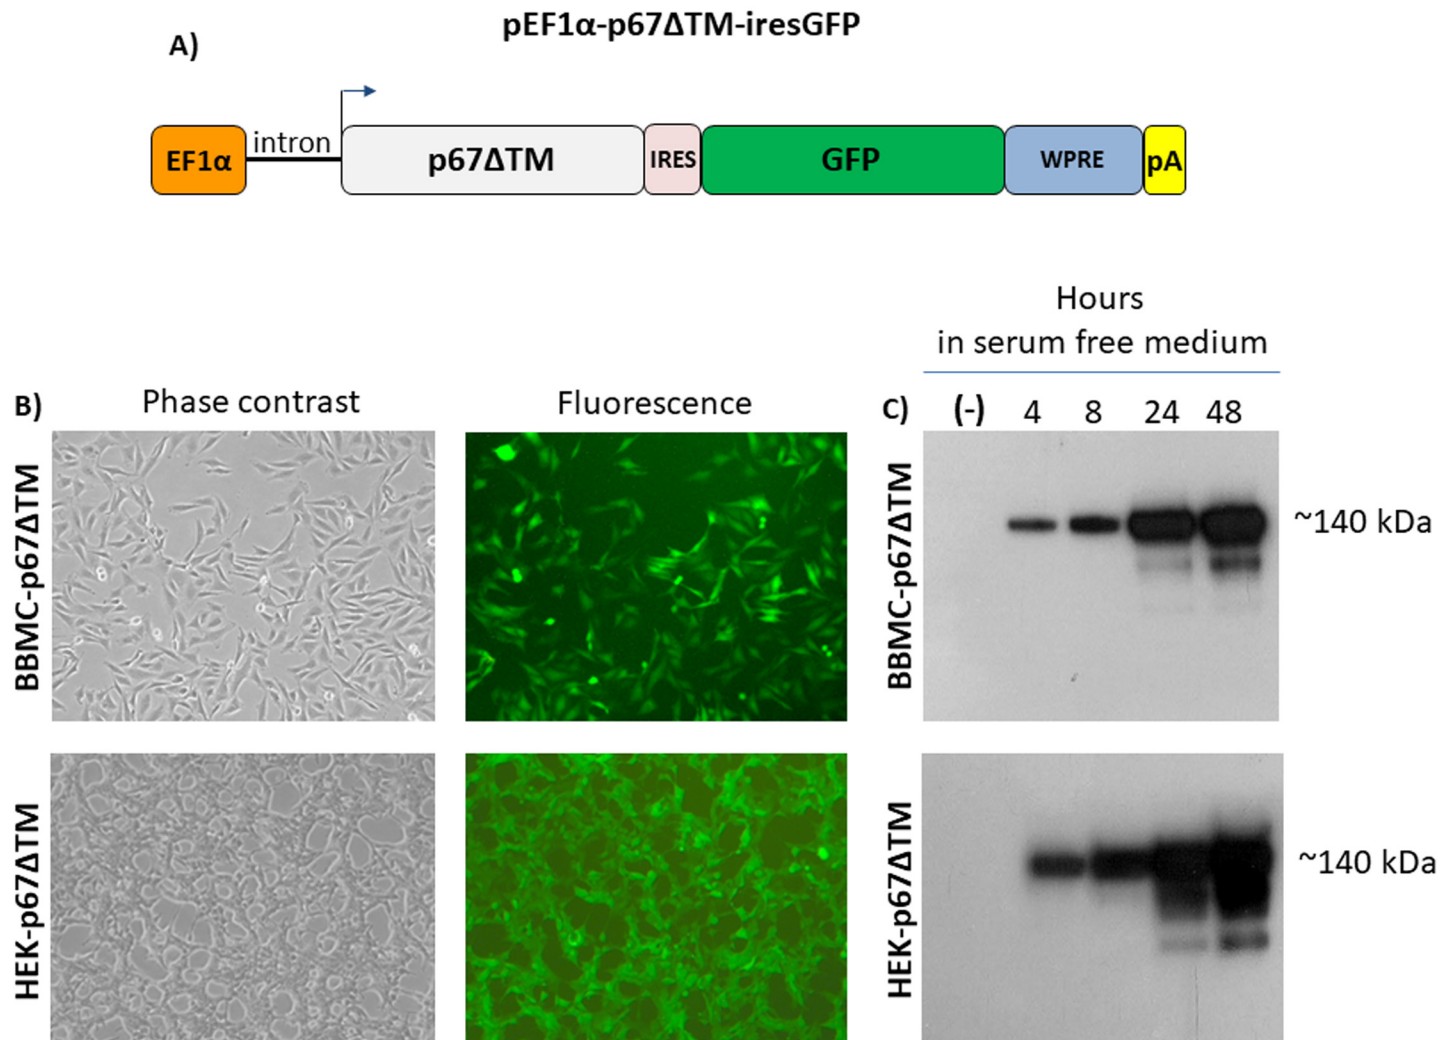 pEF1α-p67ΔTM-iresGFP
A)
EF1α
intron
p67ΔTM
IRES
GFP
WPRE
pA
Hours
in serum free medium
B)
Phase contrast
Fluorescence
C)
(-) 4 8 24 48
BBMC-p67ΔTM
BBMC-p67ΔTM
~140 kDa
HEK-p67ΔTM
HEK-p67ΔTM
~140 kDa